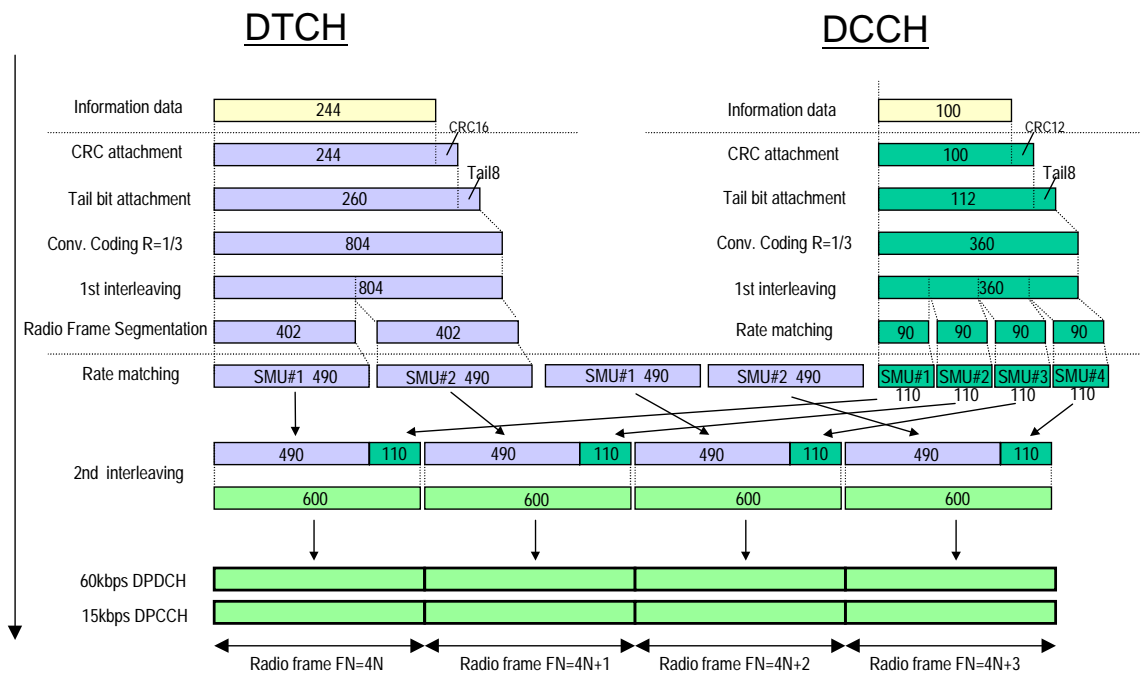 DTCH DCCH
Information data 244 Information data 100
CRC16 CRC12
CRC attachment 244 CRC attachment 100
Tail8 Tail8
Tail bit attachment 260 Tail bit attachment 112
Conv. Coding R=1/3 804 Conv. Coding R=1/3 360
1st interleaving 804 1st interleaving 360
Radio Frame Segmentation 402 402 Rate matching 90 90 90 90
Rate matching SMU#1 490 SMU#2 490 SMU#1 490 SMU#2 490 SMU#1 SMU#2 SMU#3 SMU#4
110 110 110 110
490 110 490 110 490 110 490 110
2nd interleaving
600 600 600 600
60kbps DPDCH
15kbps DPCCH
Radio frame FN=4N Radio frame FN=4N+1 Radio frame FN=4N+2 Radio frame FN=4N+3